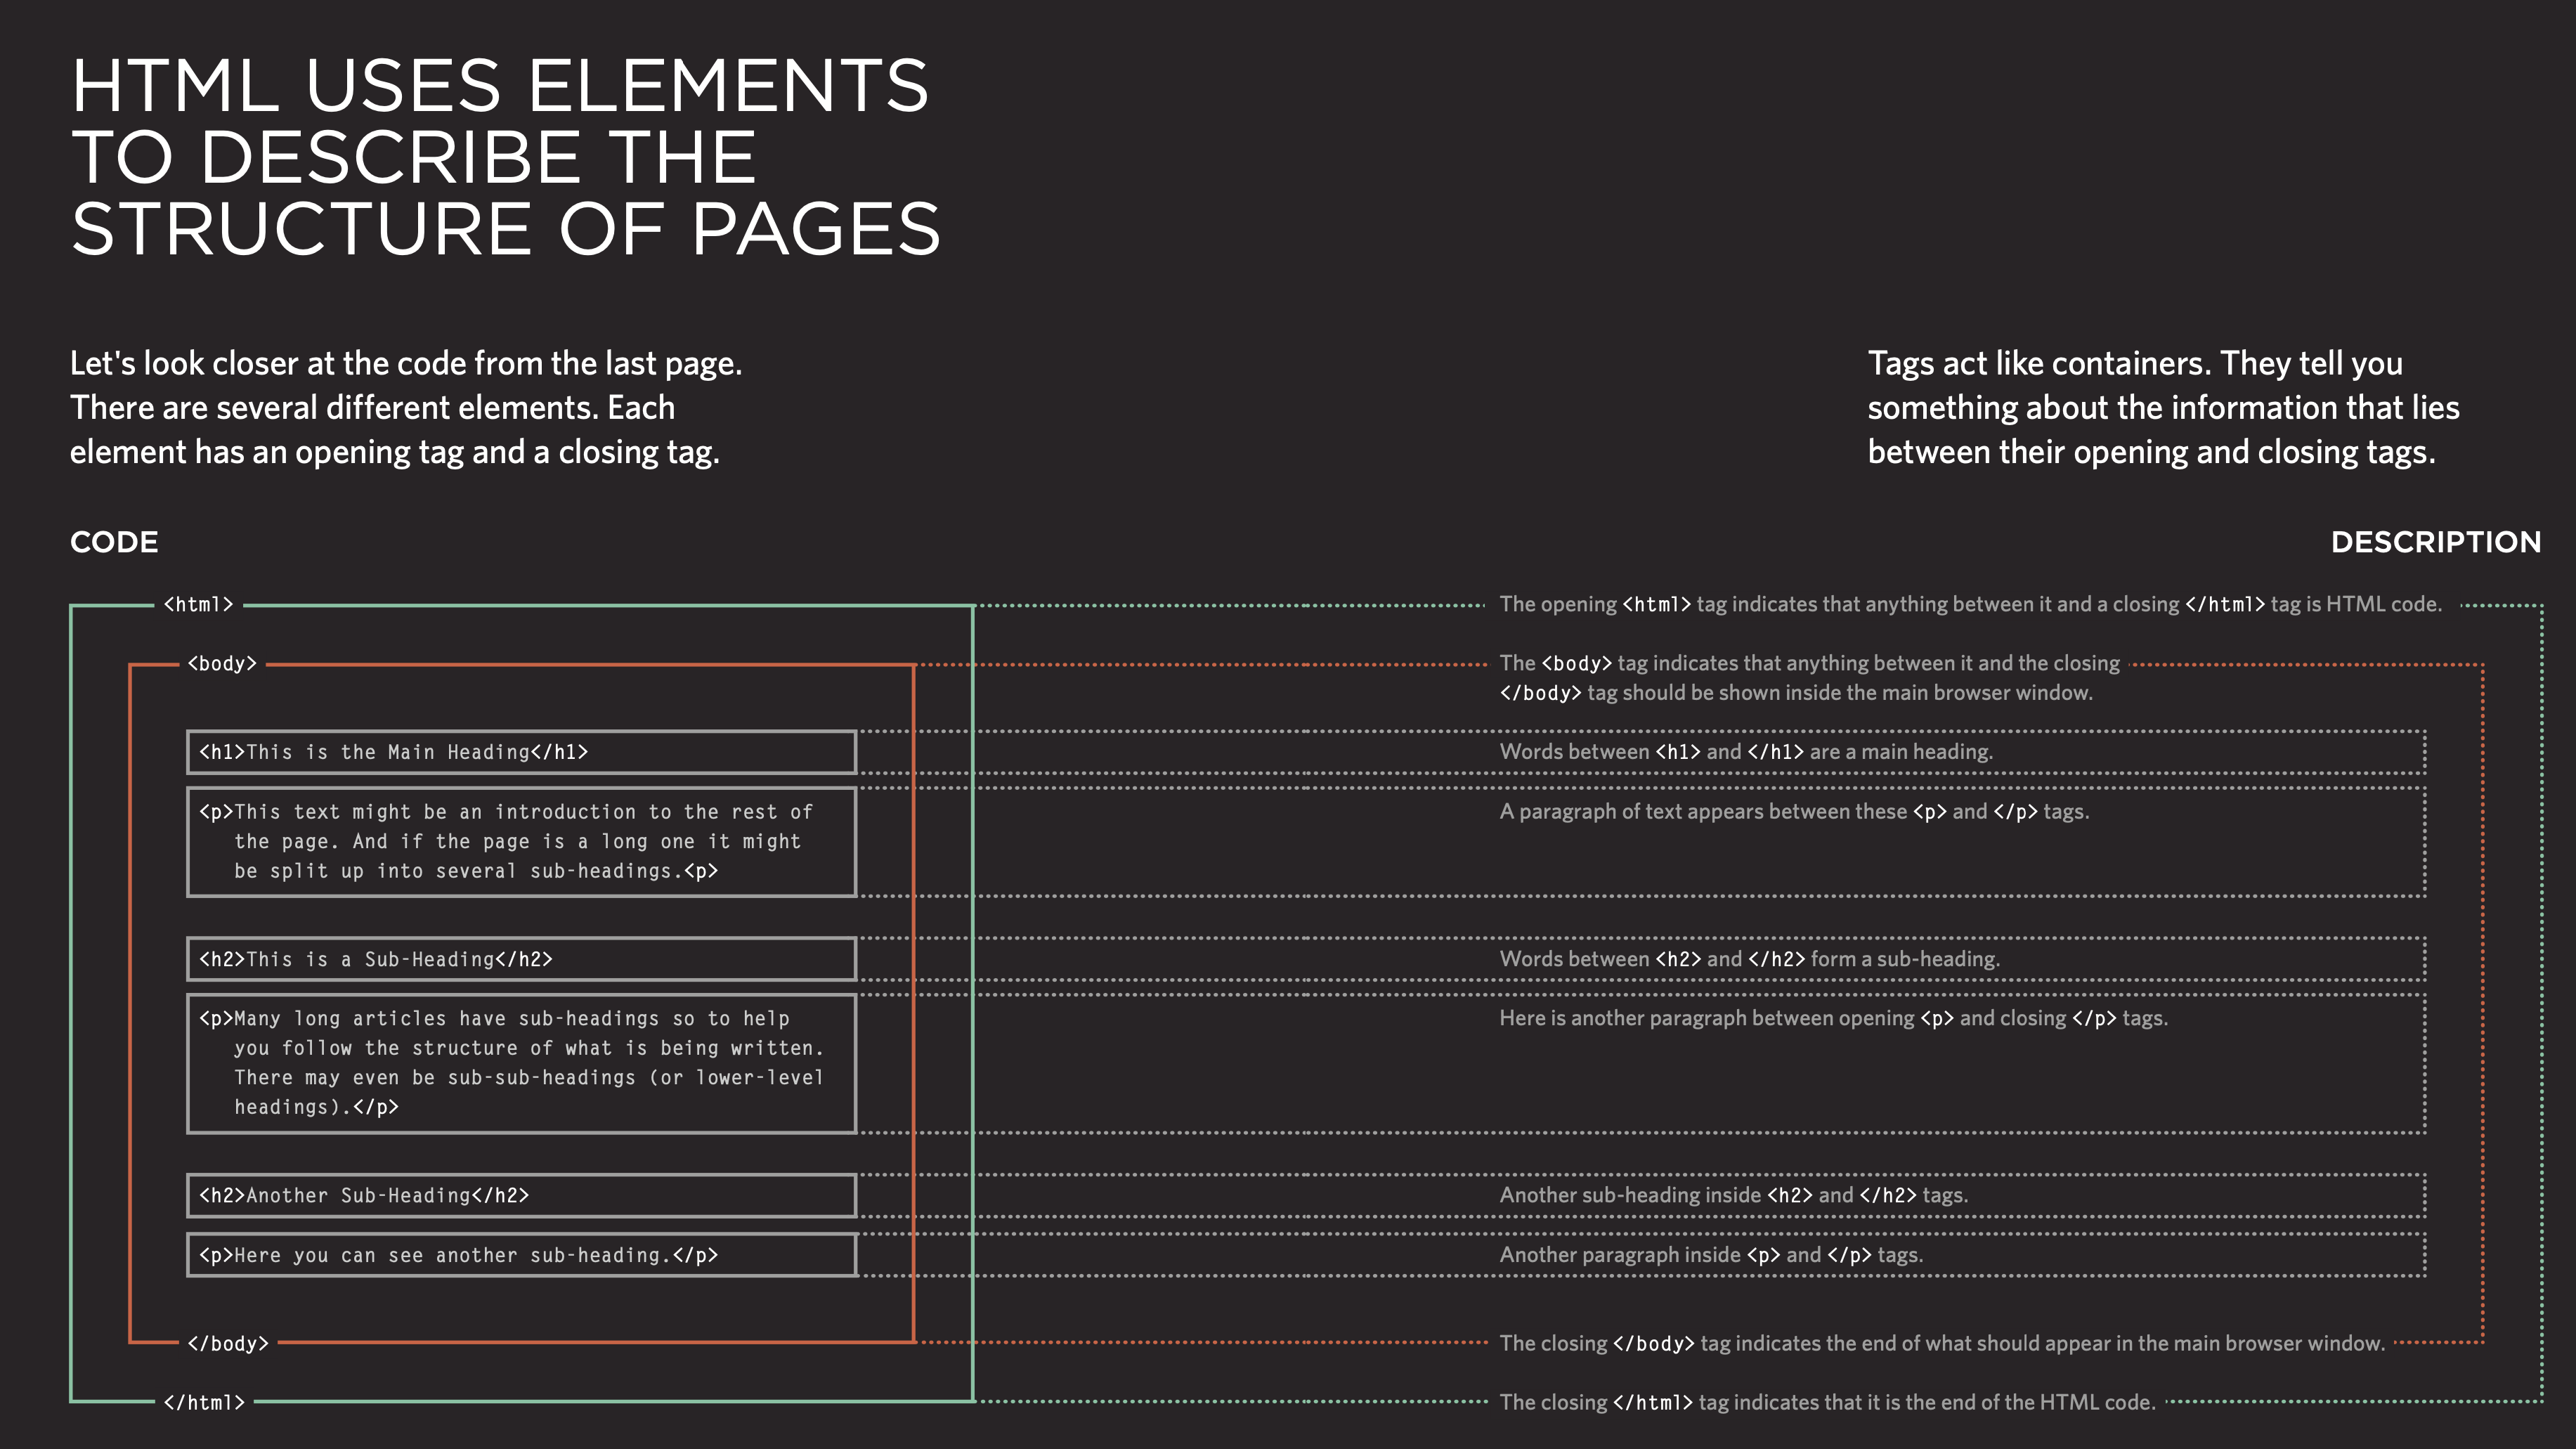 HTML USES ELEMENTS
TO DESCRIBE THE
STRUCTURE OF PAGES
Let's look closer at the code from the last page.
There are several different elements. Each
element has an opening tag and a closing tag.
Tags act like containers. They tell you
something about the information that lies
between their opening and closing tags.
CODE
DESCRIPTION
<html>
The opening <html> tag indicates that anything between it and a closing </html> tag is HTML code.
<body>
The <body> tag indicates that anything between it and the closing
</body> tag should be shown inside the main browser window.
<h1>This is the Main Heading</h1>
Words between <h1> and </h1> are a main heading.
<p>This text might be an introduction to the rest of
the page. And if the page is a long one it might
be split up into several sub-headings.<p>
A paragraph of text appears between these <p> and </p> tags.
<h2>This is a Sub-Heading</h2>
Words between <h2> and </h2> form a sub-heading.
<p>Many long articles have sub-headings so to help
you follow the structure of what is being written.
There may even be sub-sub-headings (or lower-level
headings).</p>
Here is another paragraph between opening <p> and closing </p> tags.
<h2>Another Sub-Heading</h2>
Another sub-heading inside <h2> and </h2> tags.
<p>Here you can see another sub-heading.</p>
Another paragraph inside <p> and </p> tags.
</body>
The closing </body> tag indicates the end of what should appear in the main browser window.
</html>
The closing </html> tag indicates that it is the end of the HTML code.